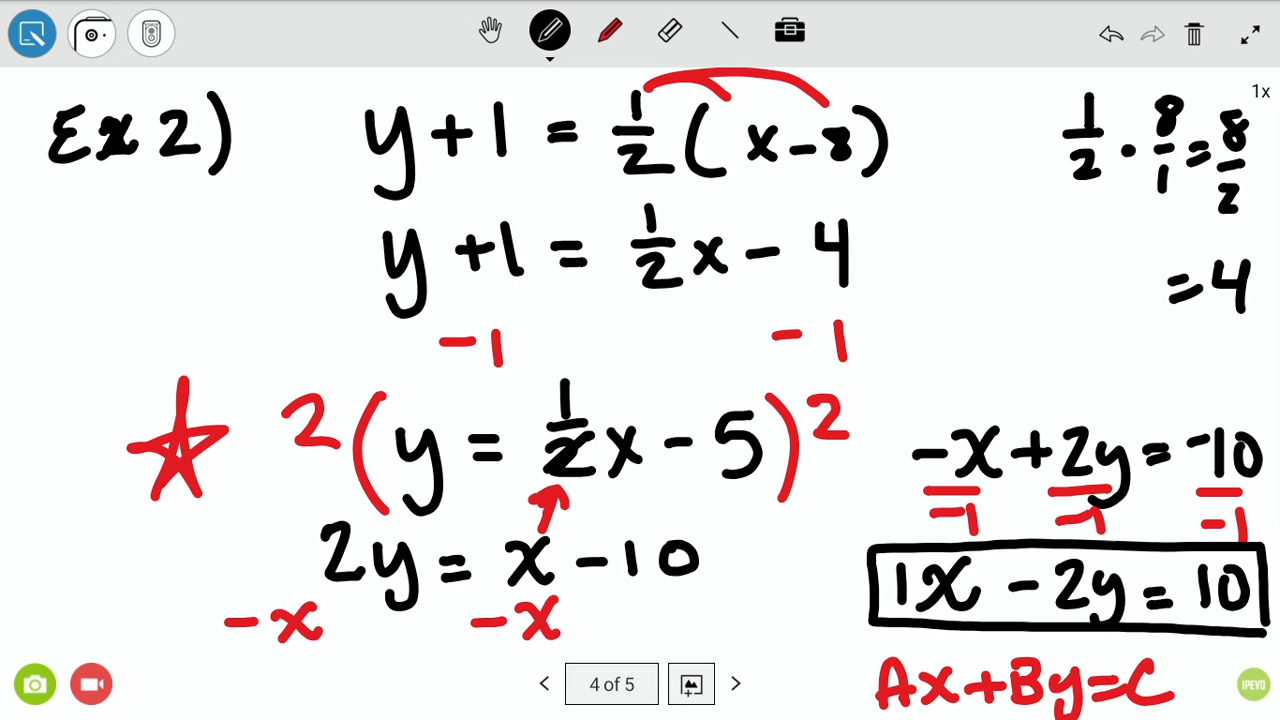 1x
Ex 2) y + 1 = 1/2 ( x - 8 )
1/2 · 8/1 = 8/2
y + 1 = 1/2 x - 4
= 4
- 1 - 1
2 ( y = 1/2 x - 5 ) 2
- x + 2y = -10
-1 -1 -1
2y = x - 10
1x - 2y = 10
- x - x
Ax + By = C
4 of 5
IPEVO